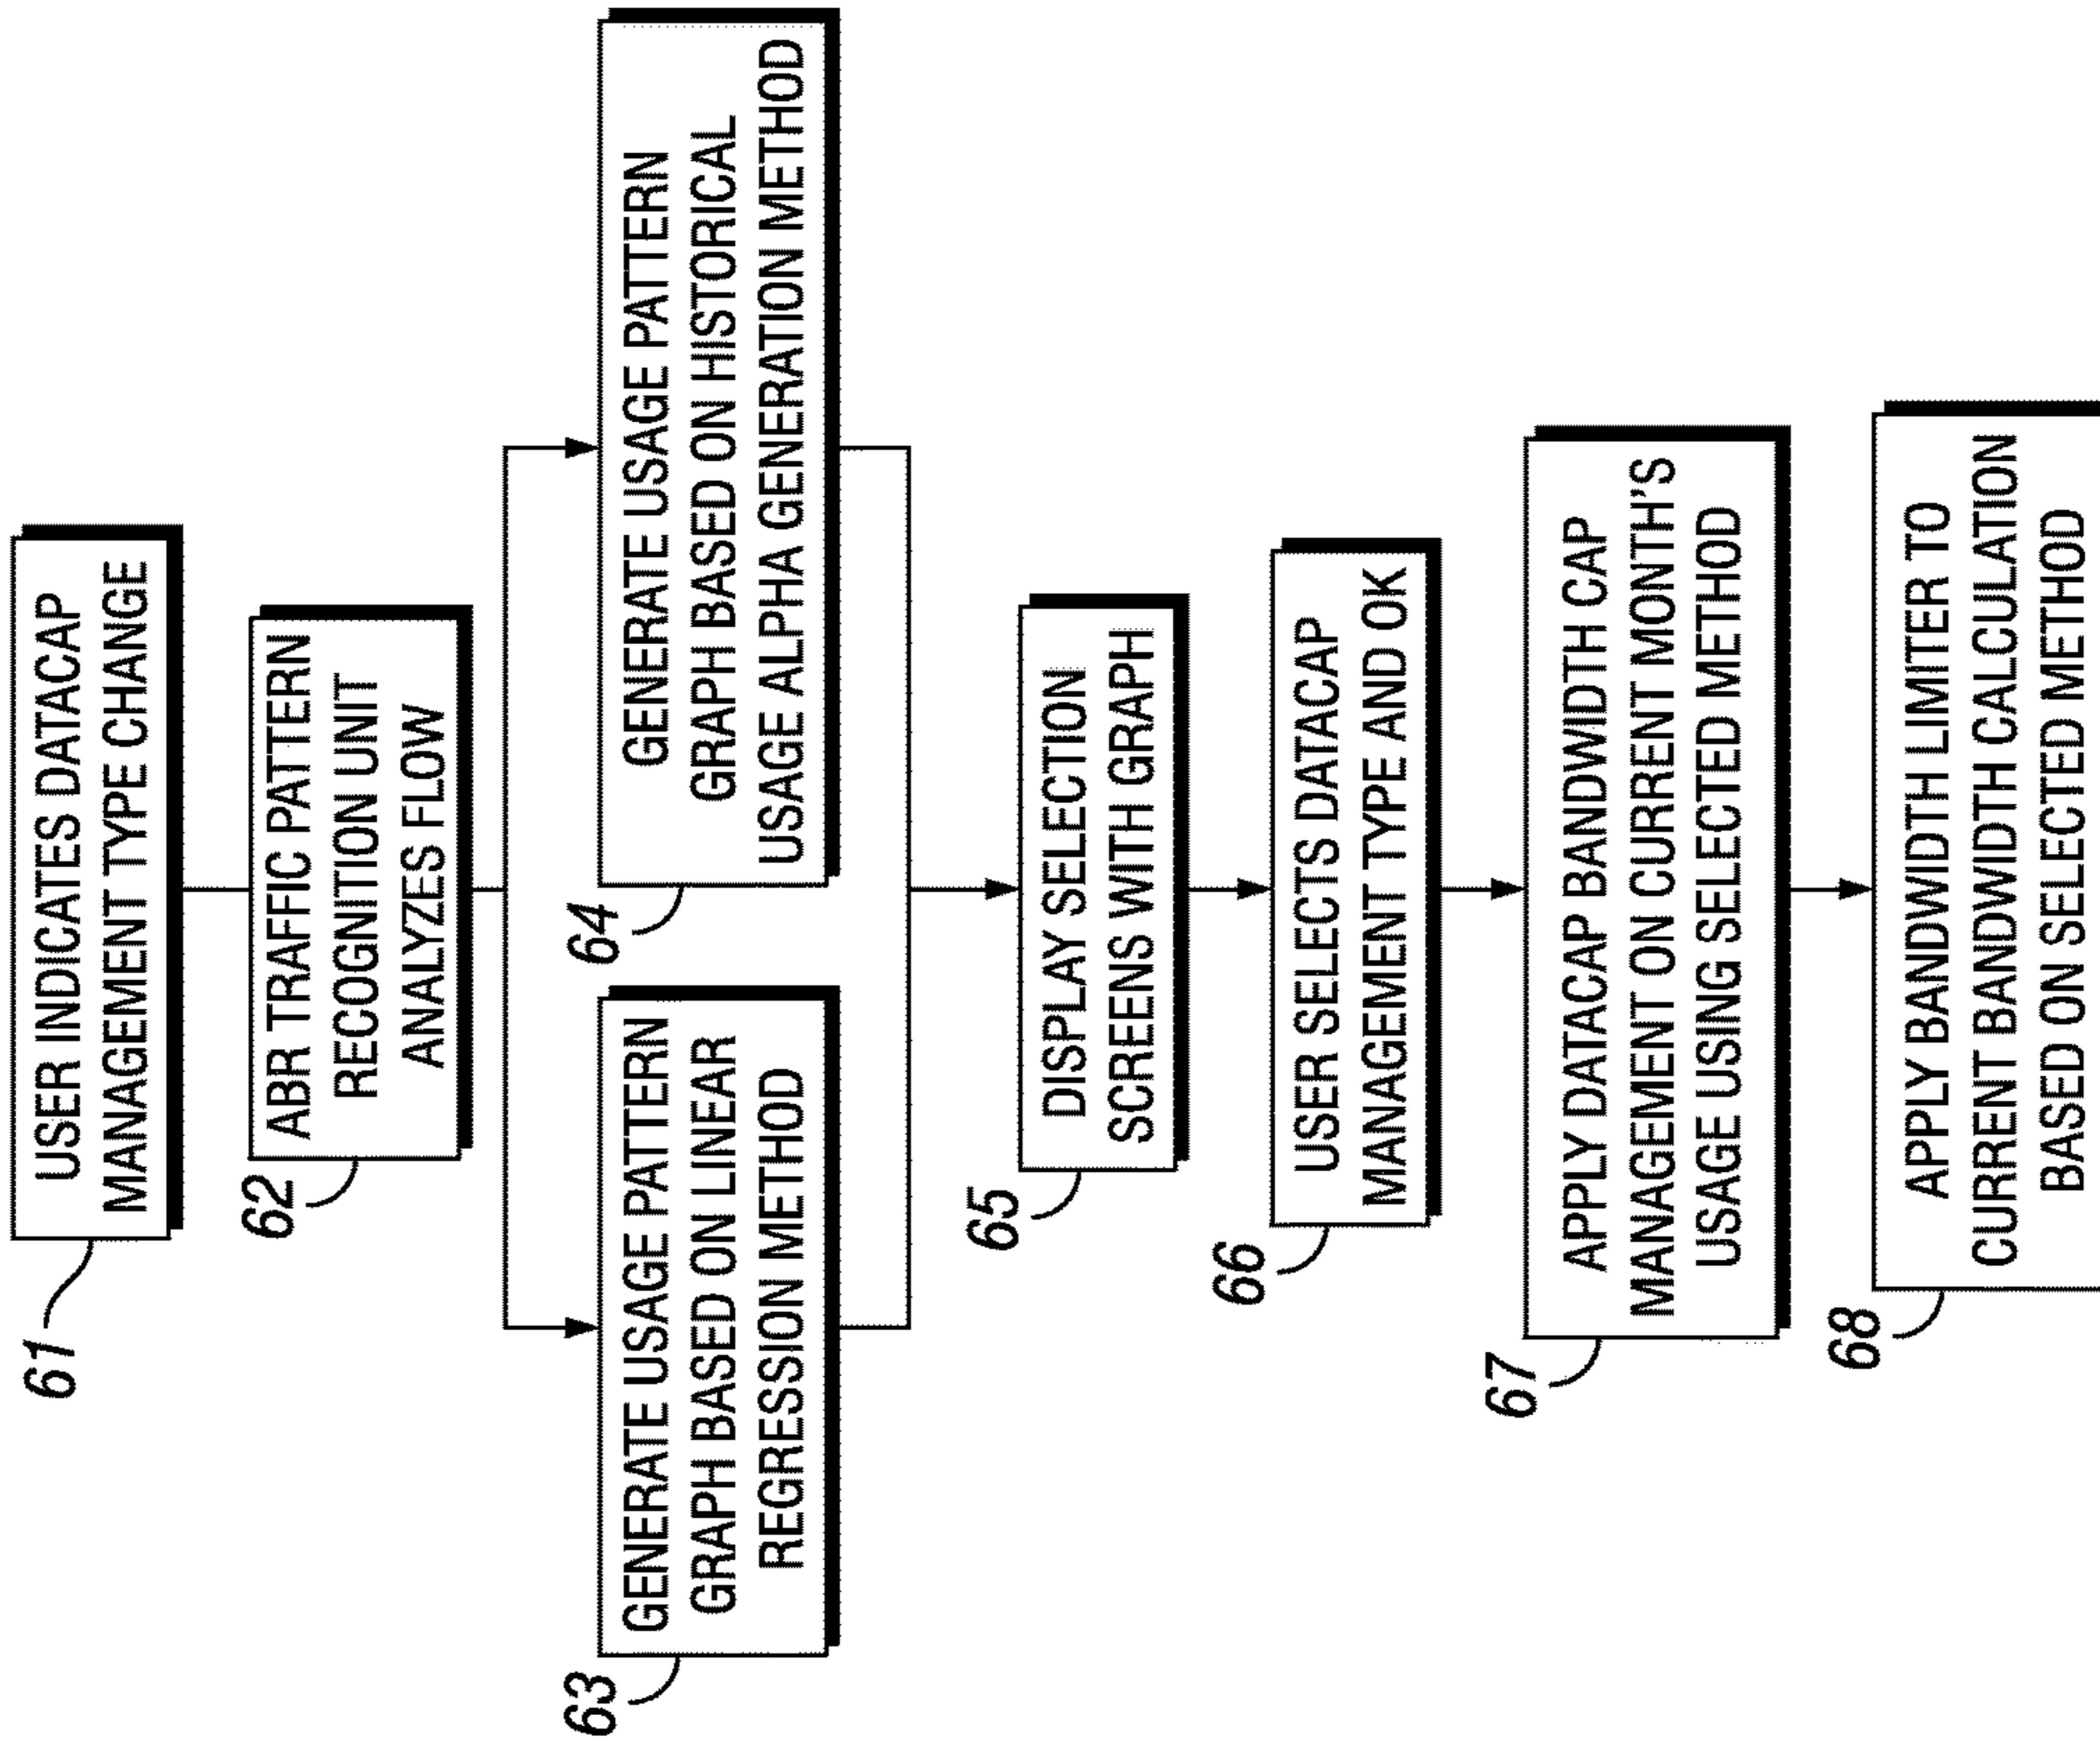 61
USER INDICATES DATACAP
MANAGEMENT TYPE CHANGE
62
ABR TRAFFIC PATTERN
RECOGNITION UNIT
ANALYZES FLOW
63
GENERATE USAGE PATTERN
GRAPH BASED ON LINEAR
REGRESSION METHOD
64
GENERATE USAGE PATTERN
GRAPH BASED ON HISTORICAL
USAGE ALPHA GENERATION METHOD
65
DISPLAY SELECTION
SCREENS WITH GRAPH
66
USER SELECTS DATACAP
MANAGEMENT TYPE AND OK
67
APPLY DATACAP BANDWIDTH CAP
MANAGEMENT ON CURRENT MONTH'S
USAGE USING SELECTED METHOD
68
APPLY BANDWIDTH LIMITER TO
CURRENT BANDWIDTH CALCULATION
BASED ON SELECTED METHOD